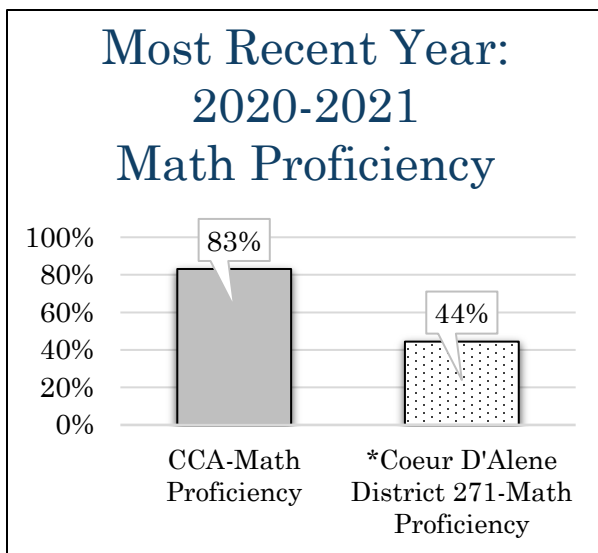 Most Recent Year:
2020-2021
Math Proficiency
100%
80%
60%
40%
20%
0%
83%
44%
CCA-Math
Proficiency
*Coeur D'Alene
District 271-Math
Proficiency